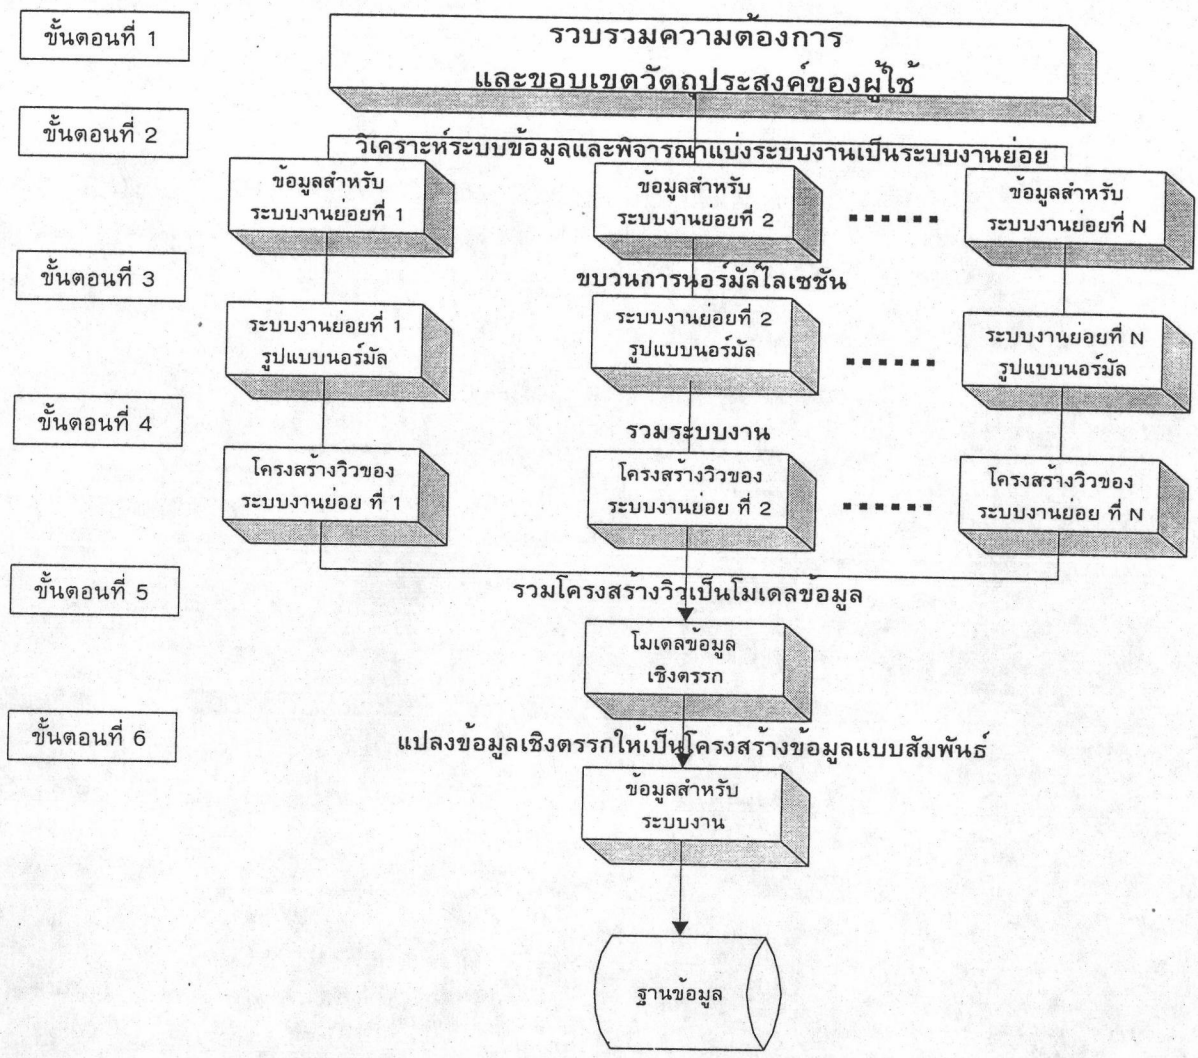 ขั้นตอนที่ 1
รวบรวมความต้องการ
และขอบเขตวัตถุประสงค์ของผู้ใช้
ขั้นตอนที่ 2
วิเคราะห์ระบบข้อมูลและพิจารณาแบ่งระบบงานเป็นระบบงานย่อย
ข้อมูลสำหรับ
ระบบงานย่อยที่ 1
ข้อมูลสำหรับ
ระบบงานย่อยที่ 2
ข้อมูลสำหรับ
ระบบงานย่อยที่ N
ขั้นตอนที่ 3
ขบวนการนอร์มัลไลเซชัน
ระบบงานย่อยที่ 1
รูปแบบนอร์มัล
ระบบงานย่อยที่ 2
รูปแบบนอร์มัล
ระบบงานย่อยที่ N
รูปแบบนอร์มัล
ขั้นตอนที่ 4
รวมระบบงาน
โครงสร้างวิวของ
ระบบงานย่อย ที่ 1
โครงสร้างวิวของ
ระบบงานย่อย ที่ 2
โครงสร้างวิวของ
ระบบงานย่อย ที่ N
ขั้นตอนที่ 5
รวมโครงสร้างวิวเป็นโมเดลข้อมูล
โมเดลข้อมูล
เชิงตรรก
ขั้นตอนที่ 6
แปลงข้อมูลเชิงตรรกให้เป็นโครงสร้างข้อมูลแบบสัมพันธ์
ข้อมูลสำหรับ
ระบบงาน
ฐานข้อมูล